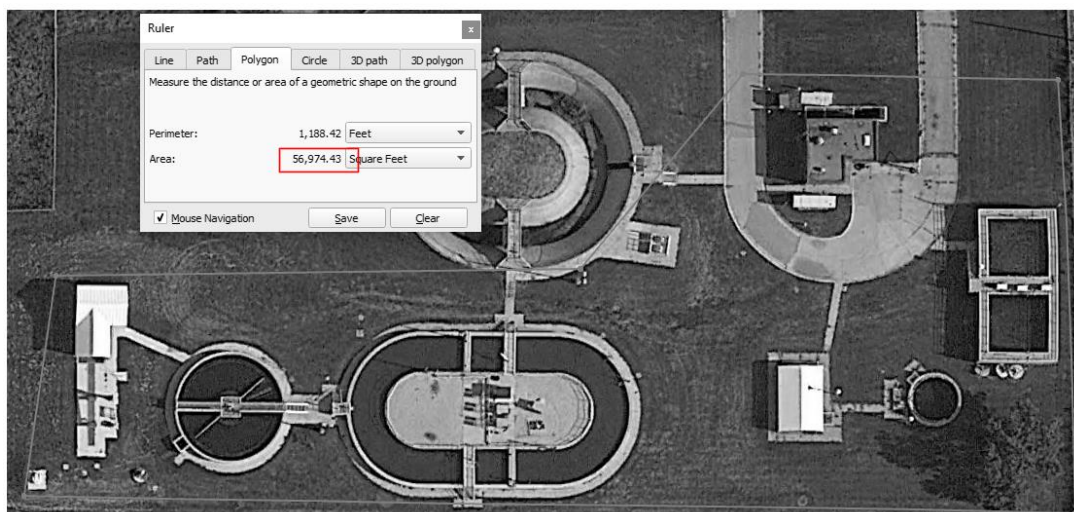 Ruler x
Line Path Polygon Circle 3D path 3D polygon
Measure the distance or area of a geometric shape on the ground
Perimeter: 1,188.42 Feet
Area: 56,974.43 Square Feet
Mouse Navigation Save Clear